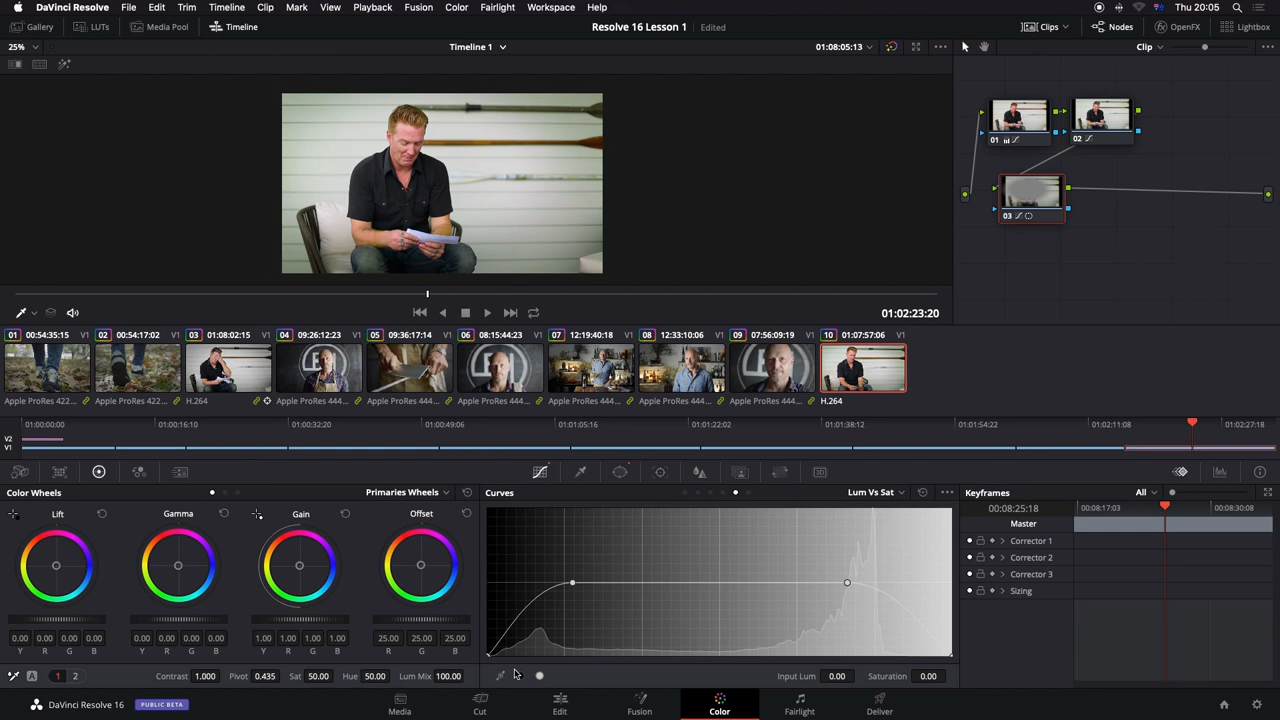 DaVinci Resolve File Edit Trim Timeline Clip Mark View Playback Fusion Color Fairlight Workspace Help Thu 20:05
Gallery LUTs Media Pool Timeline Resolve 16 Lesson 1 Edited Clips Nodes OpenFX Lightbox
25% Timeline 1 01:08:05:13 Clip
01 02
03
01:02:23:20
01 00:54:35:15 V1 02 00:54:17:02 V1 03 01:08:02:15 V1 04 09:26:12:23 V1 05 09:36:17:14 V1 06 08:15:44:23 V1 07 12:19:40:18 V1 08 12:33:10:06 V1 09 07:56:09:19 V1 10 01:07:57:06 V1
Apple ProRes 422... Apple ProRes 422... H.264 Apple ProRes 444... Apple ProRes 444... Apple ProRes 444... Apple ProRes 444... Apple ProRes 444... Apple ProRes 444... H.264
01:00:00:00 01:00:16:10 01:00:32:20 01:00:49:06 01:01:05:16 01:01:22:02 01:01:38:12 01:01:54:22 01:02:11:08 01:02:27:18
V2
V1
Color Wheels Primaries Wheels Curves Lum Vs Sat Keyframes All
00:08:25:18 00:08:17:03 00:08:30:08
Lift Gamma Gain Offset
Master
Corrector 1
Corrector 2
Corrector 3
Sizing
0.00 0.00 0.00 0.00 0.00 0.00 0.00 0.00 1.00 1.00 1.00 1.00 25.00 25.00 25.00
Y R G B Y R G B Y R G B R G B
A 1 2 Contrast 1.000 Pivot 0.435 Sat 50.00 Hue 50.00 Lum Mix 100.00 Input Lum 0.00 Saturation 0.00
DaVinci Resolve 16 PUBLIC BETA Media Cut Edit Fusion Color Fairlight Deliver